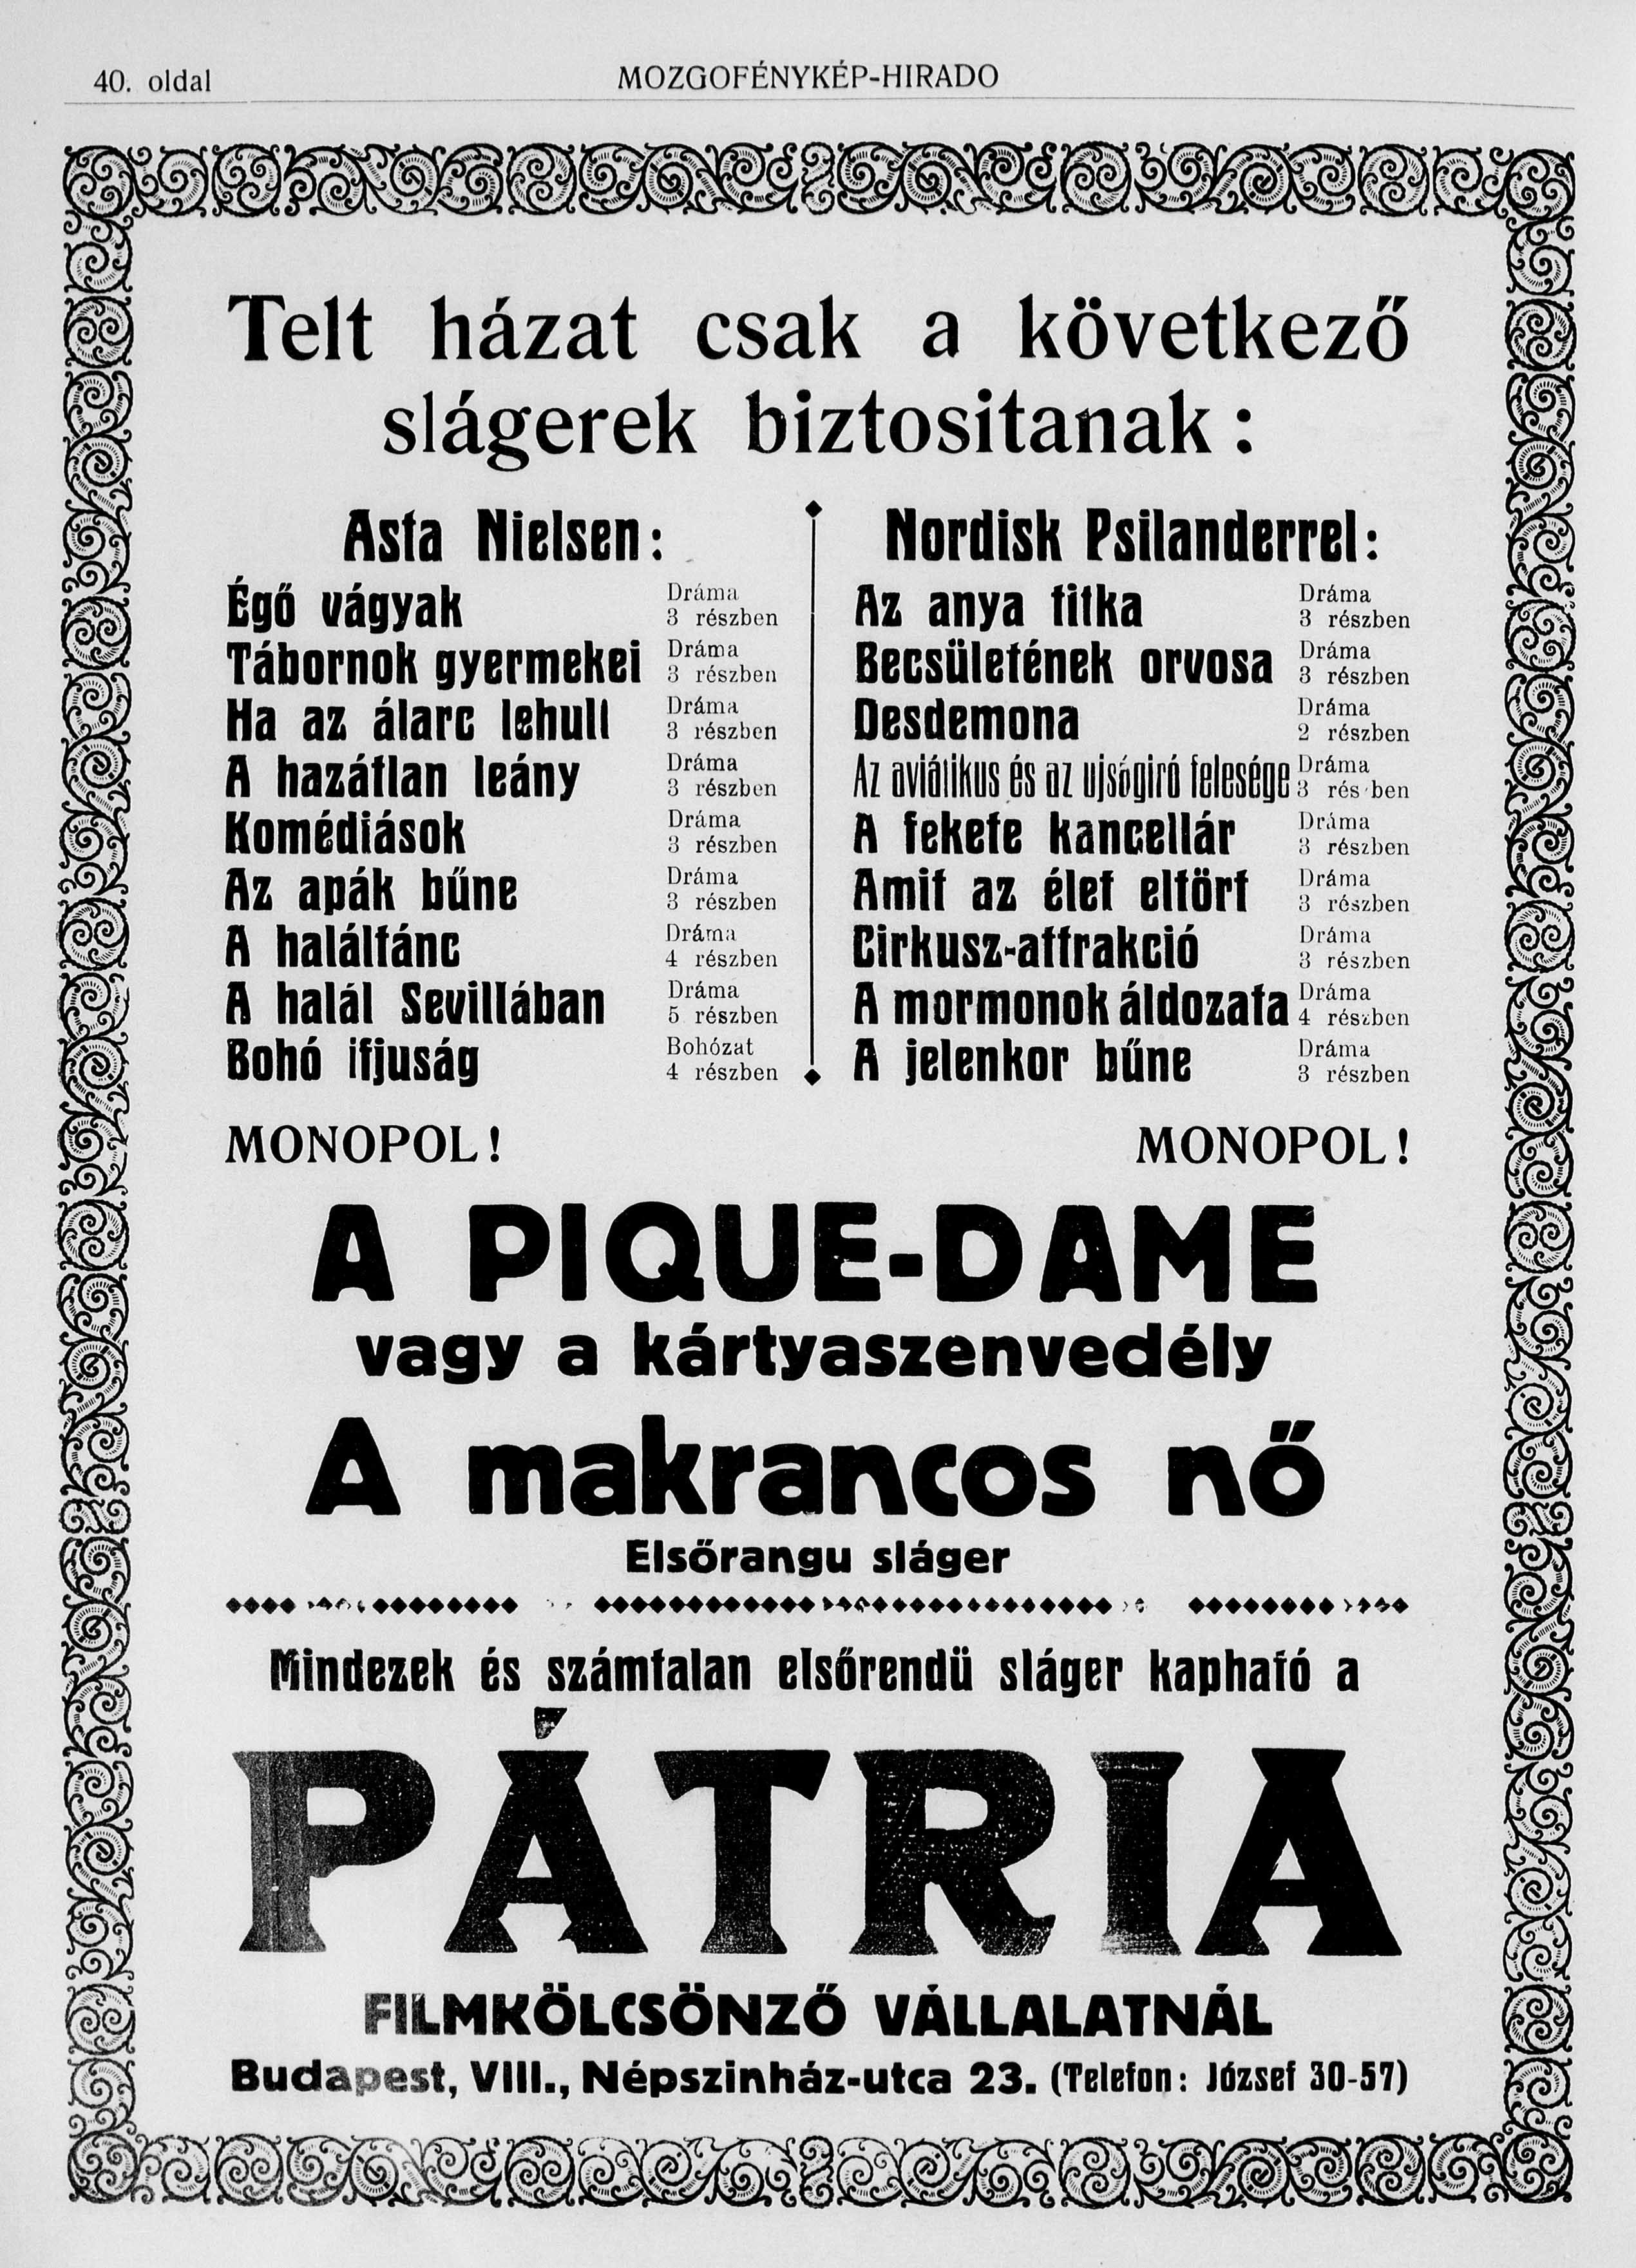 40. oldal
MOZGOFÉNYKÉP-HIRADO
Telt házat csak a következő
slágerek biztositanak :
Asta Nielsen :
Égő vágyak Dráma 3 részben
Tábornok gyermekei Dráma 3 részben
Ha az álarc lehull Dráma 3 részben
A hazátlan leány Dráma 3 részben
Komédiások Dráma 3 részben
Az apák bűne Dráma 3 részben
A haláltánc Dráma 4 részben
A halál Sevillában Dráma 5 részben
Bohó ifjuság Bohózat 4 részben
Nordisk Psilanderrel :
Az anya titka Dráma 3 részben
Becsületének orvosa Dráma 3 részben
Desdemona Dráma 2 részben
Az aviátikus és az ujságiró felesége Dráma 3 részben
A fekete kancellár Dráma 3 részben
Amit az élet eltört Dráma 3 részben
Cirkusz-attrakció Dráma 3 részben
A mormonok áldozata Dráma 4 részben
A jelenkor bűne Dráma 3 részben
MONOPOL ! MONOPOL !
A PIQUE-DAME
vagy a kártyaszenvedély
A makrancos nő
Elsőrangu sláger
Mindezek és számtalan elsőrendü sláger kapható a
PÁTRIA
FILMKÖLCSÖNZŐ VÁLLALATNÁL
Budapest, VIII., Népszinház-utca 23. (Telefon : József 30-57)